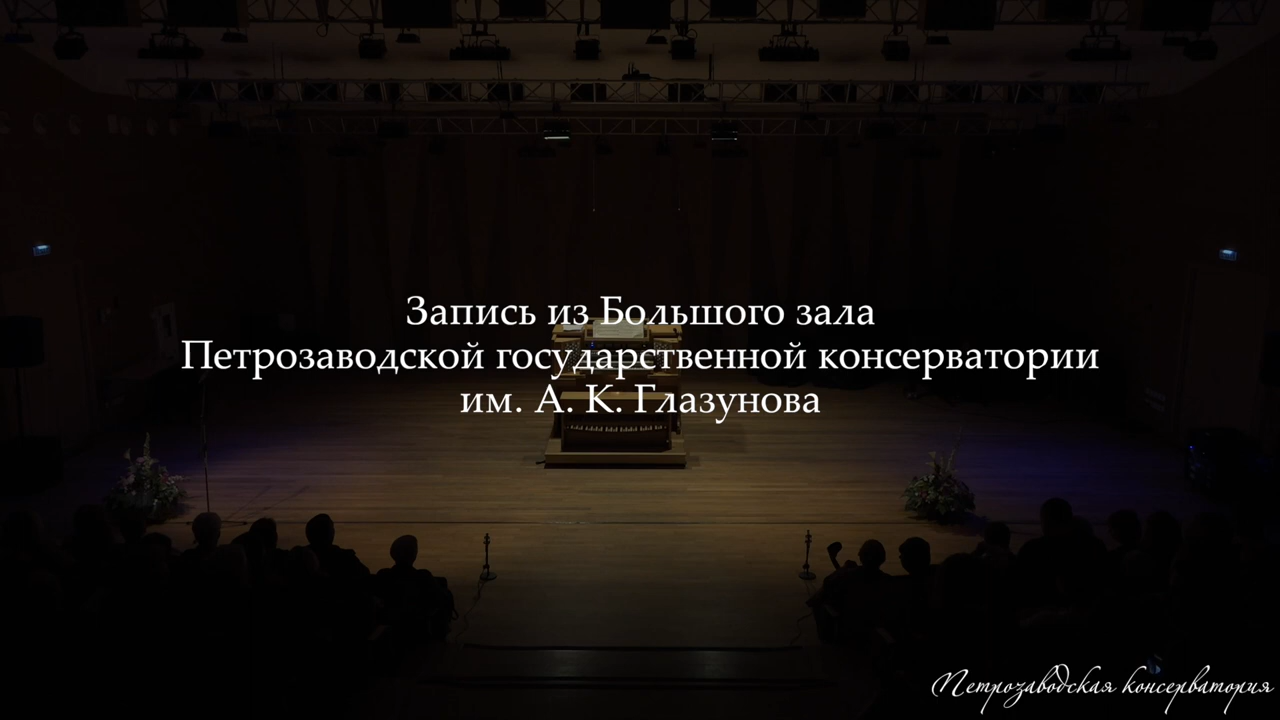 Запись из Большого зала
Петрозаводской государственной консерватории
им. А. К. Глазунова
Петрозаводская консерватория